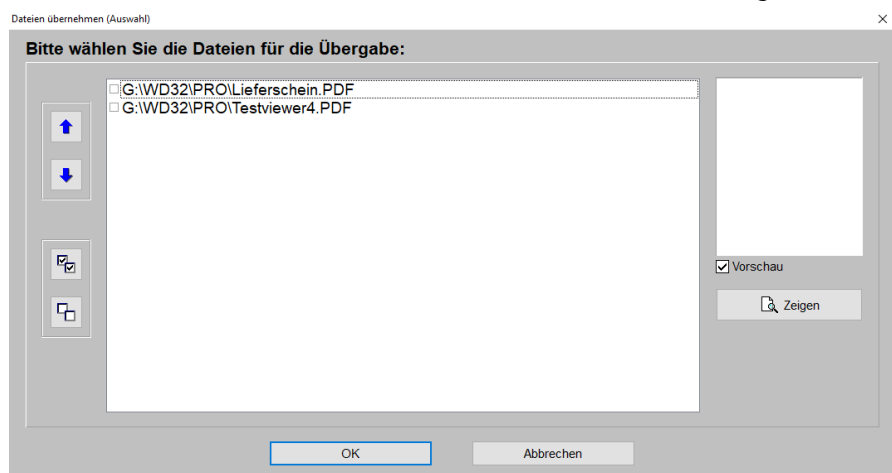 Dateien übernehmen (Auswahl)
Bitte wählen Sie die Dateien für die Übergabe:
G:\WD32\PRO\Lieferschein.PDF
G:\WD32\PRO\Testviewer4.PDF
Vorschau
Zeigen
OK
Abbrechen